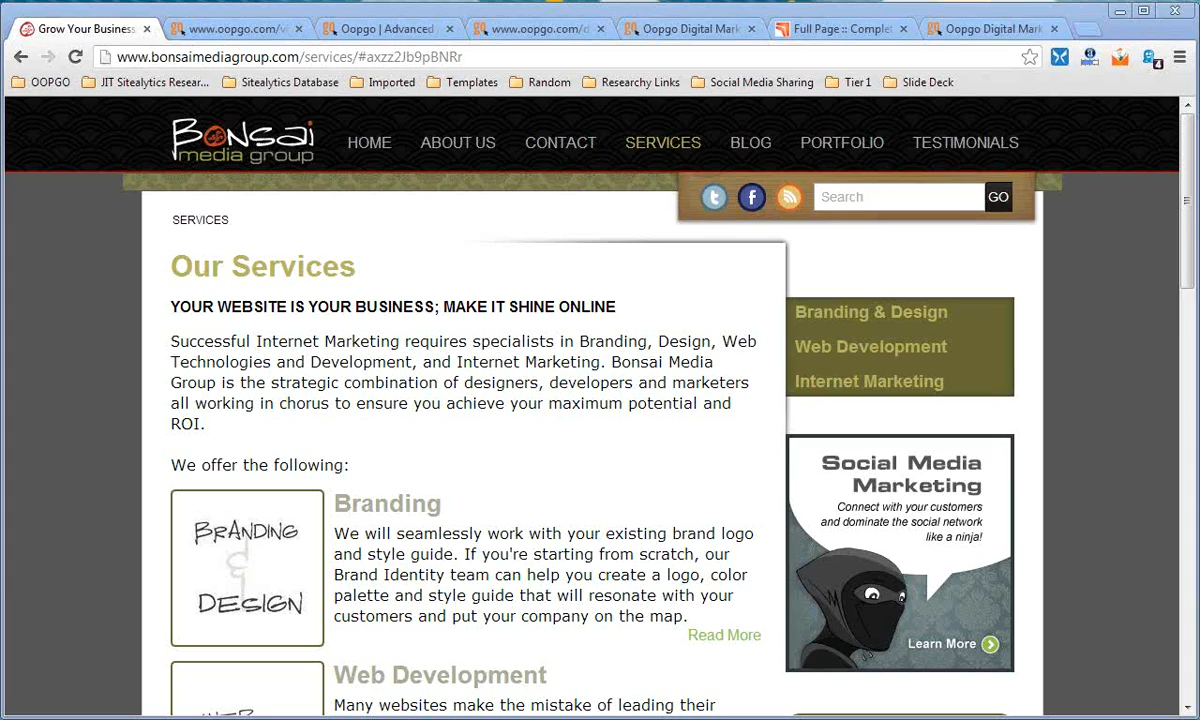 Grow Your Business
www.oopgo.com/v
Oopgo | Advanced
www.oopgo.com/d
Oopgo Digital Mark
Full Page :: Complet
Oopgo Digital Mark
www.bonsaimediagroup.com/services/#axzz2Jb9pBNRr
4
OOPGO
JIT Sitealytics Resear...
Sitealytics Database
Imported
Templates
Random
Researchy Links
Social Media Sharing
Tier 1
Slide Deck
Bonsai
media group
HOME
ABOUT US
CONTACT
SERVICES
BLOG
PORTFOLIO
TESTIMONIALS
t
f
Search
GO
SERVICES
Our Services
YOUR WEBSITE IS YOUR BUSINESS; MAKE IT SHINE ONLINE
Successful Internet Marketing requires specialists in Branding, Design, Web
Technologies and Development, and Internet Marketing. Bonsai Media
Group is the strategic combination of designers, developers and marketers
all working in chorus to ensure you achieve your maximum potential and
ROI.
We offer the following:
BRANDING
&
DESIGN
Branding
We will seamlessly work with your existing brand logo
and style guide. If you're starting from scratch, our
Brand Identity team can help you create a logo, color
palette and style guide that will resonate with your
customers and put your company on the map.
Read More
Web Development
Many websites make the mistake of leading their
Branding & Design
Web Development
Internet Marketing
Social Media
Marketing
Connect with your customers
and dominate the social network
like a ninja!
Learn More